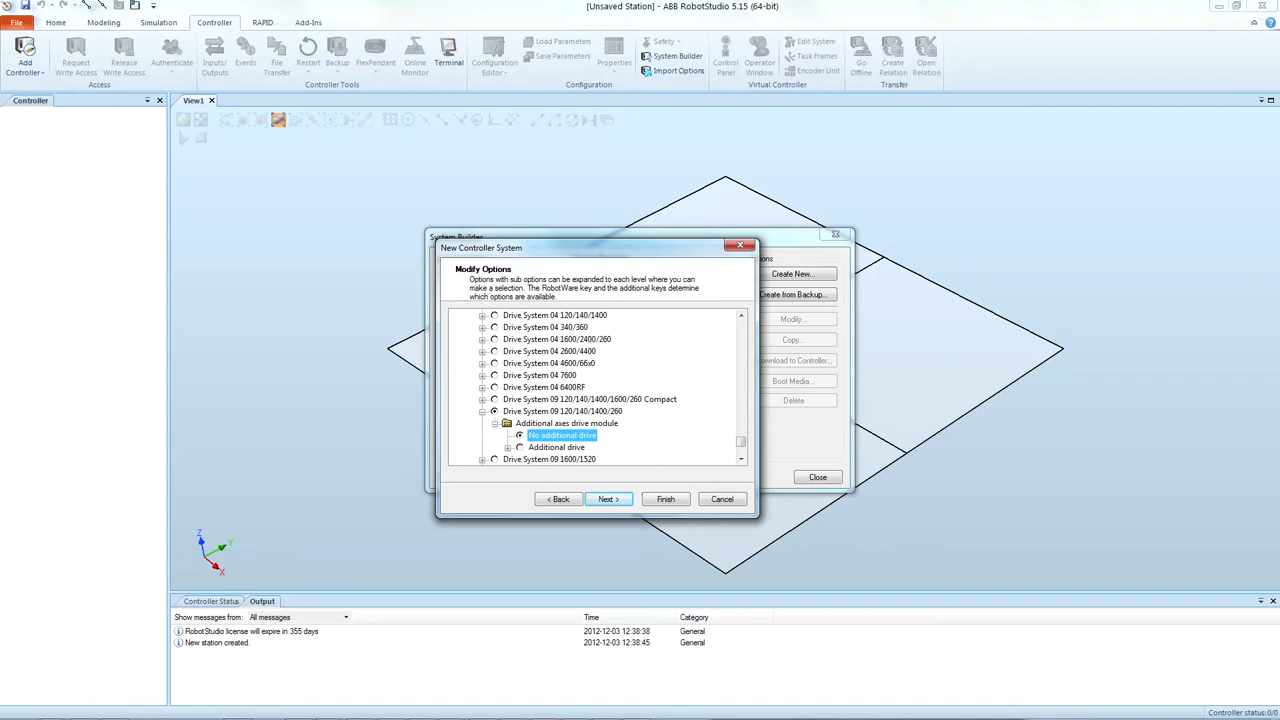 [Unsaved Station] - ABB RobotStudio 5.15 (64-bit)
File Home Modeling Simulation Controller RAPID Add-Ins
Add Controller
Request Write Access
Release Write Access
Authenticate
Access
Inputs/ Outputs
Events
File Transfer
Restart
Backup
FlexPendant
Online Monitor
Terminal
Controller Tools
Configuration Editor
Load Parameters
Save Parameters
Properties
Safety
System Builder
Import Options
Configuration
Control Panel
Operator Window
Edit System
Task Frames
Encoder Unit
Virtual Controller
Go Offline
Create Relation
Open Relation
Transfer
Controller
View1
System Builder
Create New...
Create from Backup...
Modify...
Copy...
ownload to Controller...
Boot Media...
Delete
Close
New Controller System
Modify Options
Options with sub options can be expanded to each level where you can
make a selection. The RobotWare key and the additional keys determine
which options are available.
Drive System 04 120/140/1400
Drive System 04 340/360
Drive System 04 1600/2400/260
Drive System 04 2600/4400
Drive System 04 4600/66x0
Drive System 04 7600
Drive System 04 6400RF
Drive System 09 120/140/1400/1600/260 Compact
Drive System 09 120/140/1400/260
Additional axes drive module
No additional drive
Additional drive
Drive System 09 1600/1520
< Back Next > Finish Cancel
Z
Y
X
Controller Status Output
Show messages from: All messages Time Category
RobotStudio license will expire in 355 days 2012-12-03 12:38:38 General
New station created. 2012-12-03 12:38:45 General
Controller status: 0/0